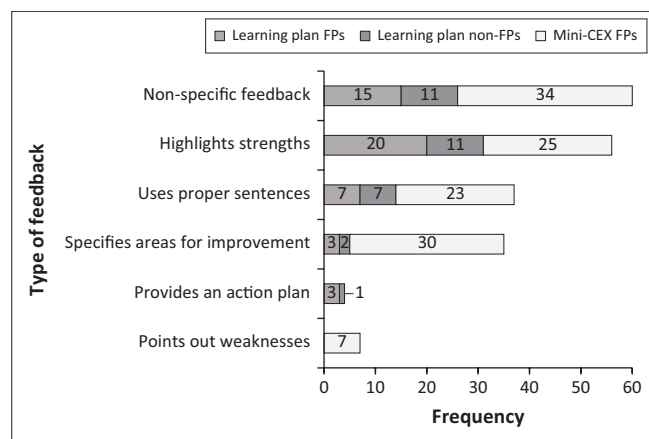 Learning plan FPs Learning plan non-FPs Mini-CEX FPs
Type of feedback
Non-specific feedback 15 11 34
Highlights strengths 20 11 25
Uses proper sentences 7 7 23
Specifies areas for improvement 3 2 30
Provides an action plan 3 1
Points out weaknesses 7
0 10 20 30 40 50 60
Frequency